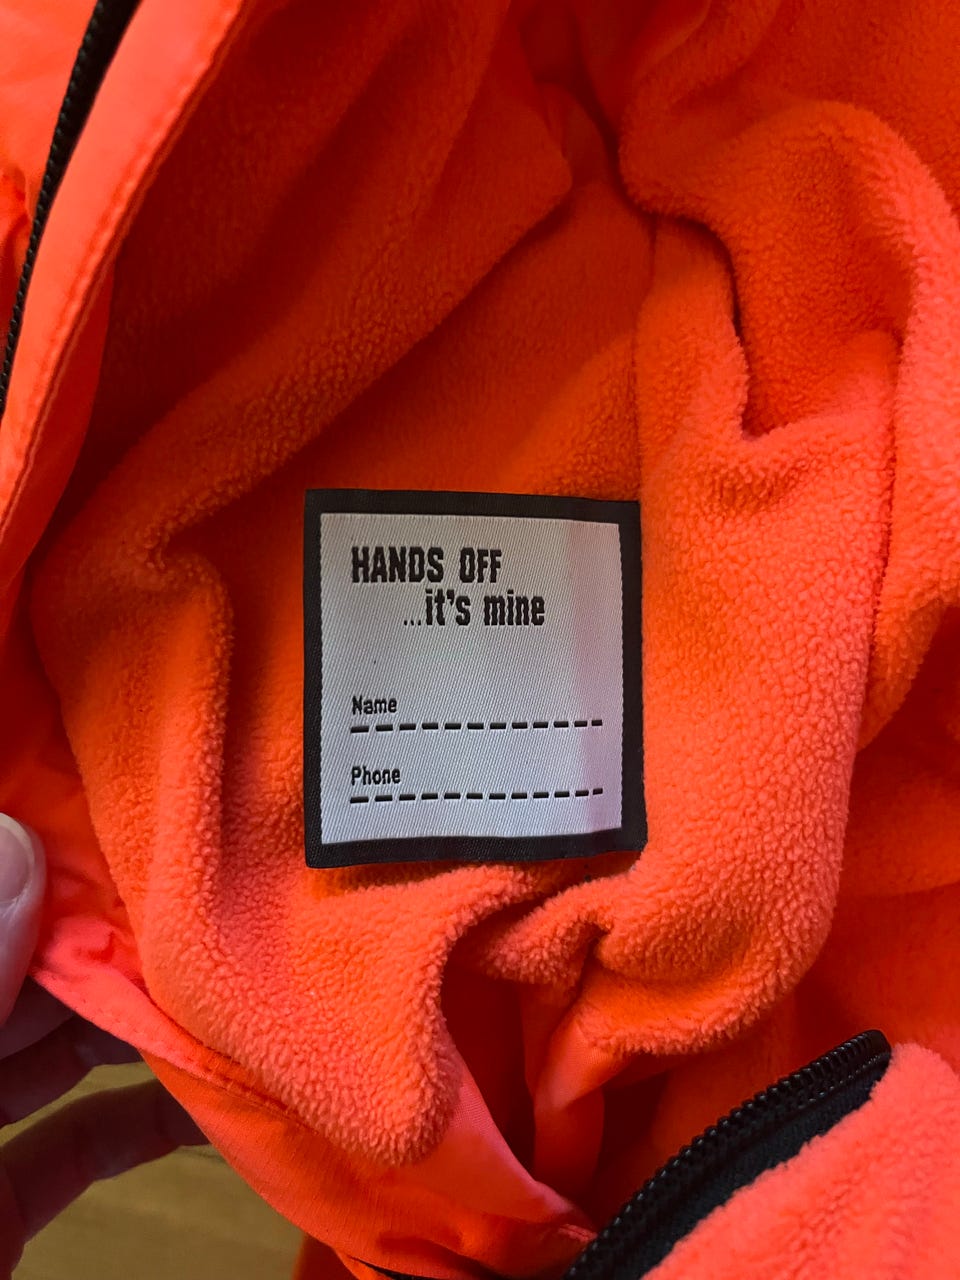 HANDS OFF
...it's mine
Name
Phone